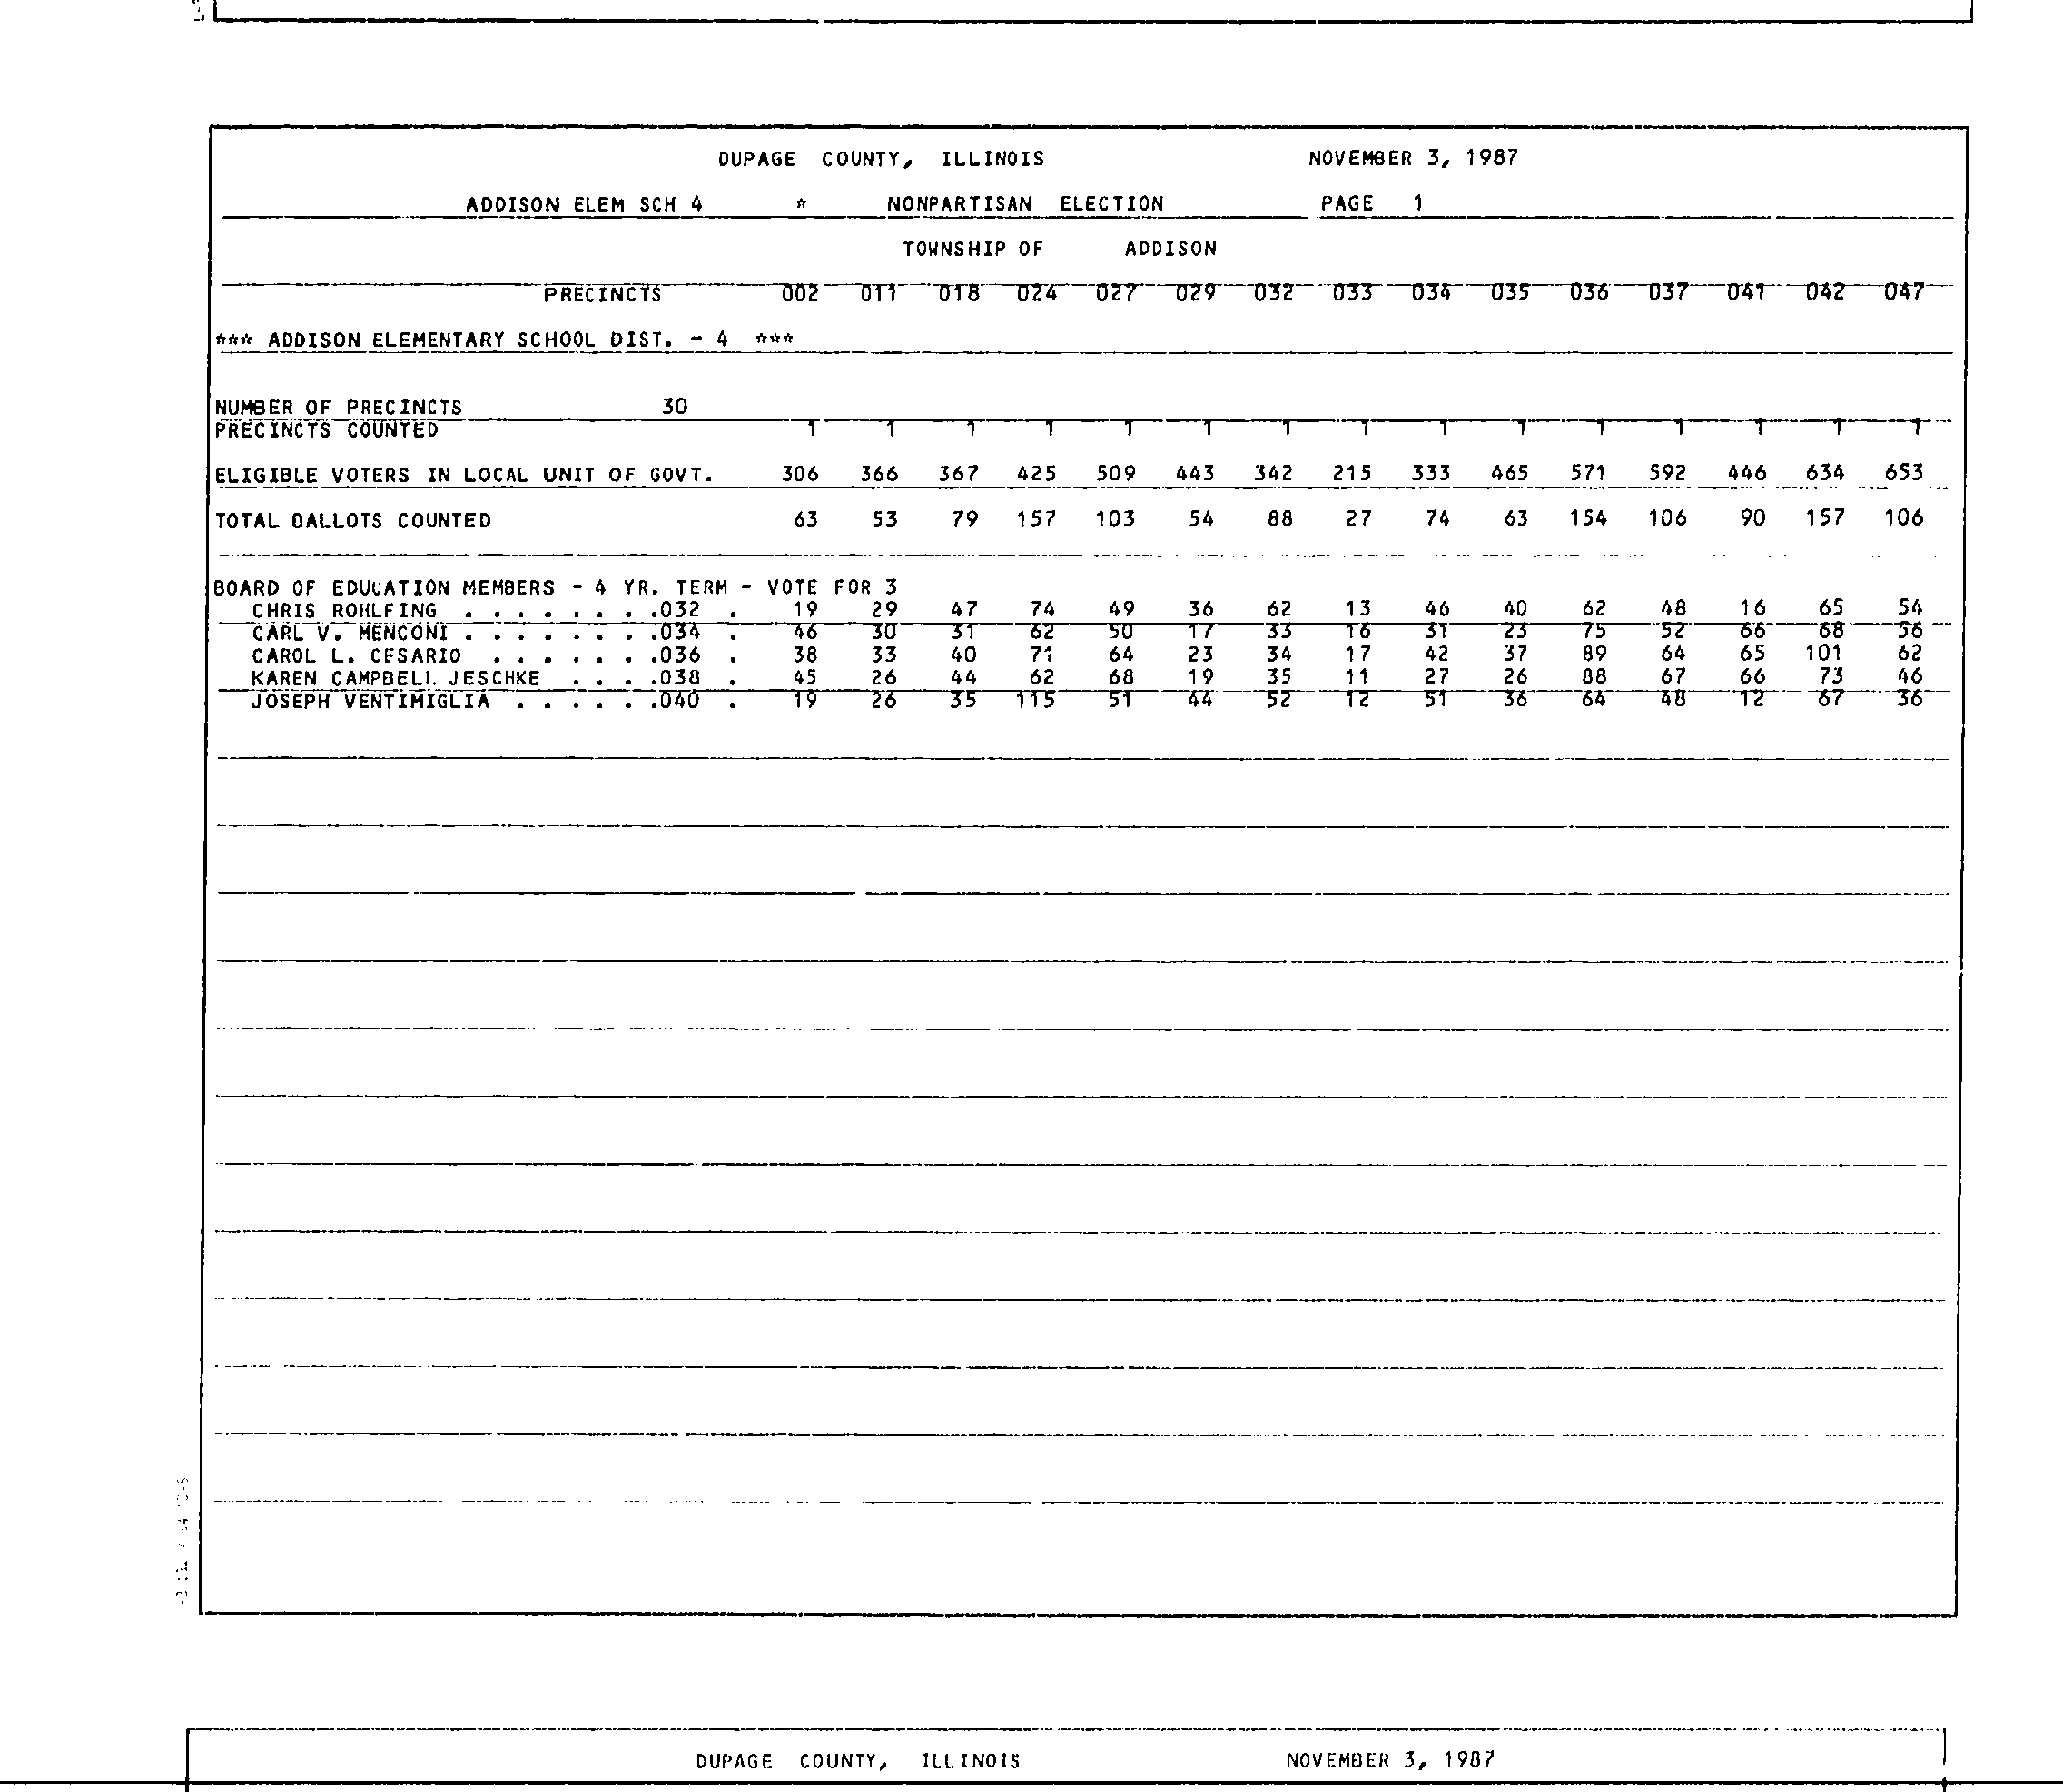 DUPAGE COUNTY, ILLINOIS NOVEMBER 3, 1987
ADDISON ELEM SCH 4 * NONPARTISAN ELECTION PAGE 1
TOWNSHIP OF ADDISON
PRECINCTS 002 011 018 024 027 029 032 033 034 035 036 037 041 042 047
*** ADDISON ELEMENTARY SCHOOL DIST. - 4 ***
NUMBER OF PRECINCTS 30
PRECINCTS COUNTED 1 1 1 1 1 1 1 1 1 1 1 1 1 1 1
ELIGIBLE VOTERS IN LOCAL UNIT OF GOVT. 306 366 367 425 509 443 342 215 333 465 571 592 446 634 653
TOTAL BALLOTS COUNTED 63 53 79 157 103 54 88 27 74 63 154 106 90 157 106
BOARD OF EDUCATION MEMBERS - 4 YR. TERM - VOTE FOR 3
CHRIS ROHLFING . . . . . . . .032 . 19 29 47 74 49 36 62 13 46 40 62 48 16 65 54
CARL V. MENCONI . . . . . . . .034 . 46 30 31 62 50 17 33 16 31 23 75 52 66 68 56
CAROL L. CESARIO . . . . . . .036 . 38 33 40 71 64 23 34 17 42 37 89 64 65 101 62
KAREN CAMPBELL JESCHKE . . . .038 . 45 26 44 62 68 19 35 11 27 26 88 67 66 73 46
JOSEPH VENTIMIGLIA . . . . . .040 . 19 26 35 115 51 44 52 12 51 36 64 48 12 67 36
DUPAGE COUNTY, ILLINOIS NOVEMBER 3, 1987